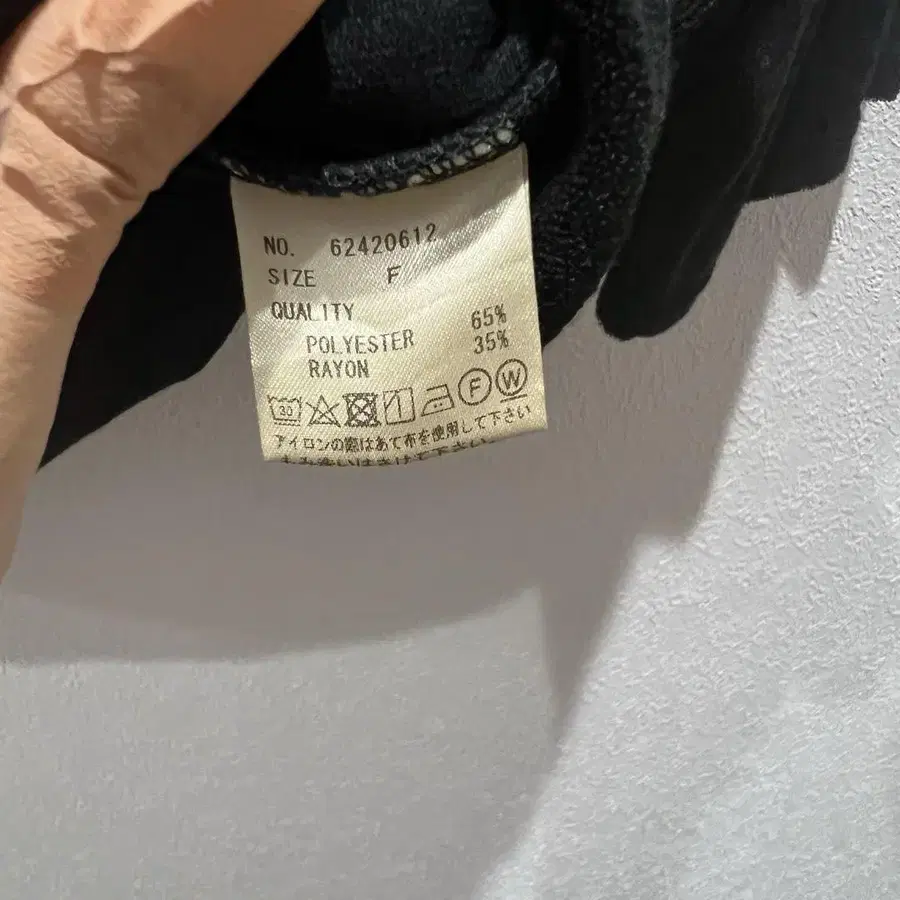 NO. 62420612
SIZE F
QUALITY
POLYESTER 65%
RAYON 35%
30 F W
アイロンの際はあて布を使用して下さい